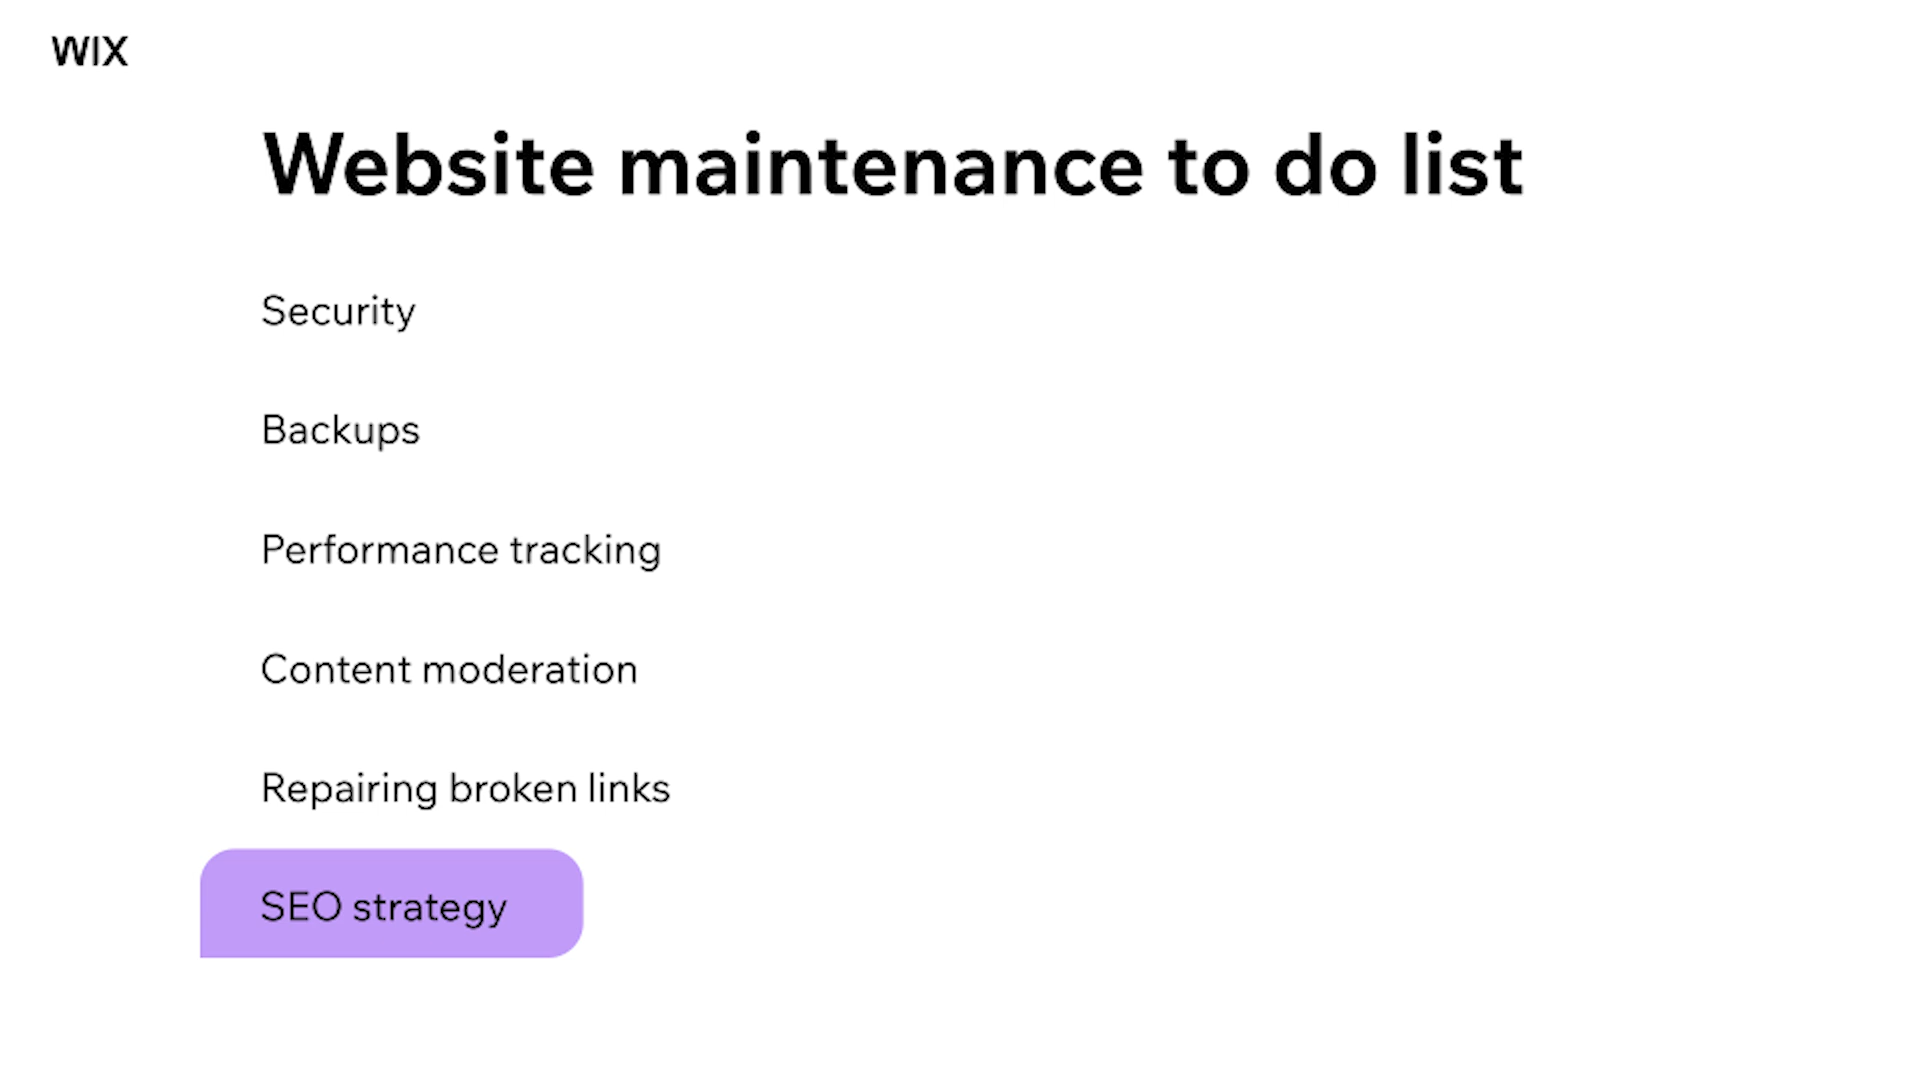 WIX
Website maintenance to do list
Security
Backups
Performance tracking
Content moderation
Repairing broken links
SEO strategy